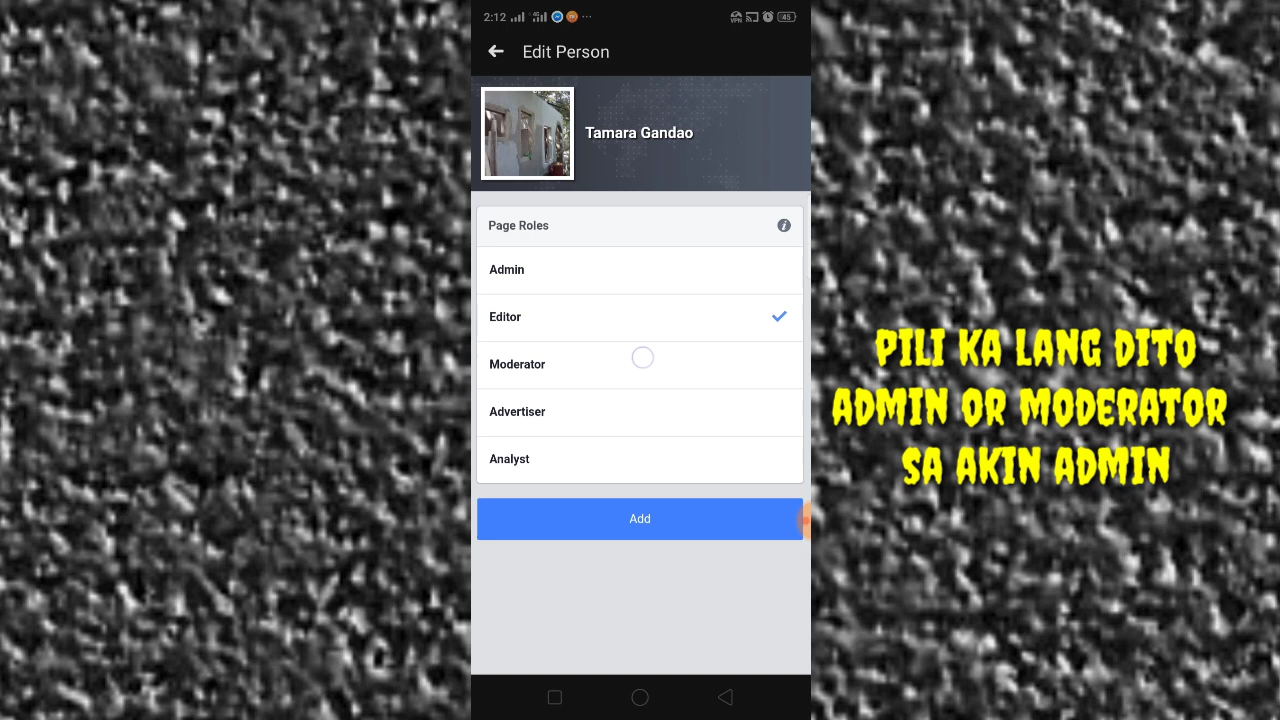 2:12
45
Edit Person
Tamara Gandao
Page Roles
Admin
Editor
Moderator
Advertiser
Analyst
Add
PILI KA LANG DITO
ADMIN OR MODERATOR
SA AKIN ADMIN